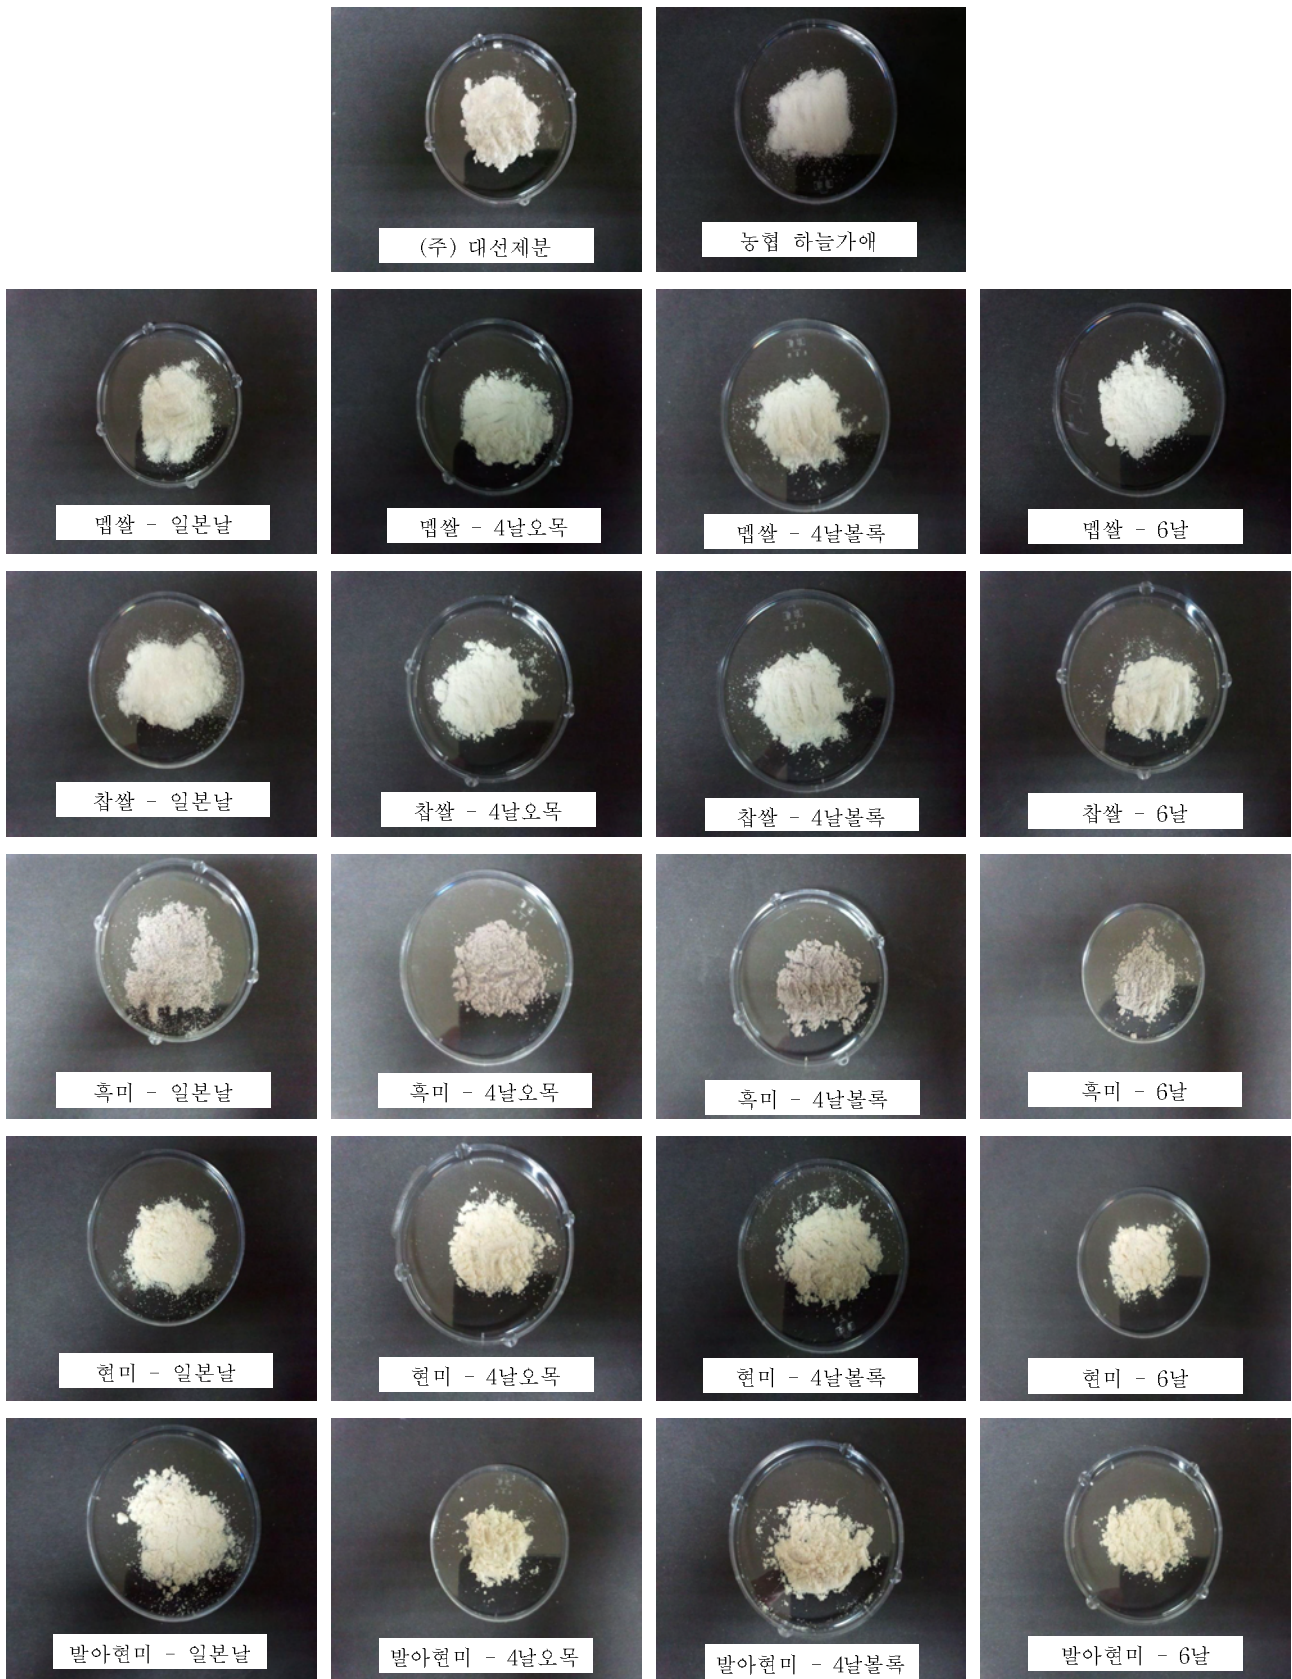 (주) 대선제분
농협 하늘가애
멥쌀 - 일본날
멥쌀 - 4날오목
멥쌀 - 4날볼록
멥쌀 - 6날
찹쌀 - 일본날
찹쌀 - 4날오목
찹쌀 - 4날볼록
찹쌀 - 6날
흑미 - 일본날
흑미 - 4날오목
흑미 - 4날볼록
흑미 - 6날
현미 - 일본날
현미 - 4날오목
현미 - 4날볼록
현미 - 6날
발아현미 - 일본날
발아현미 - 4날오목
발아현미 - 4날볼록
발아현미 - 6날